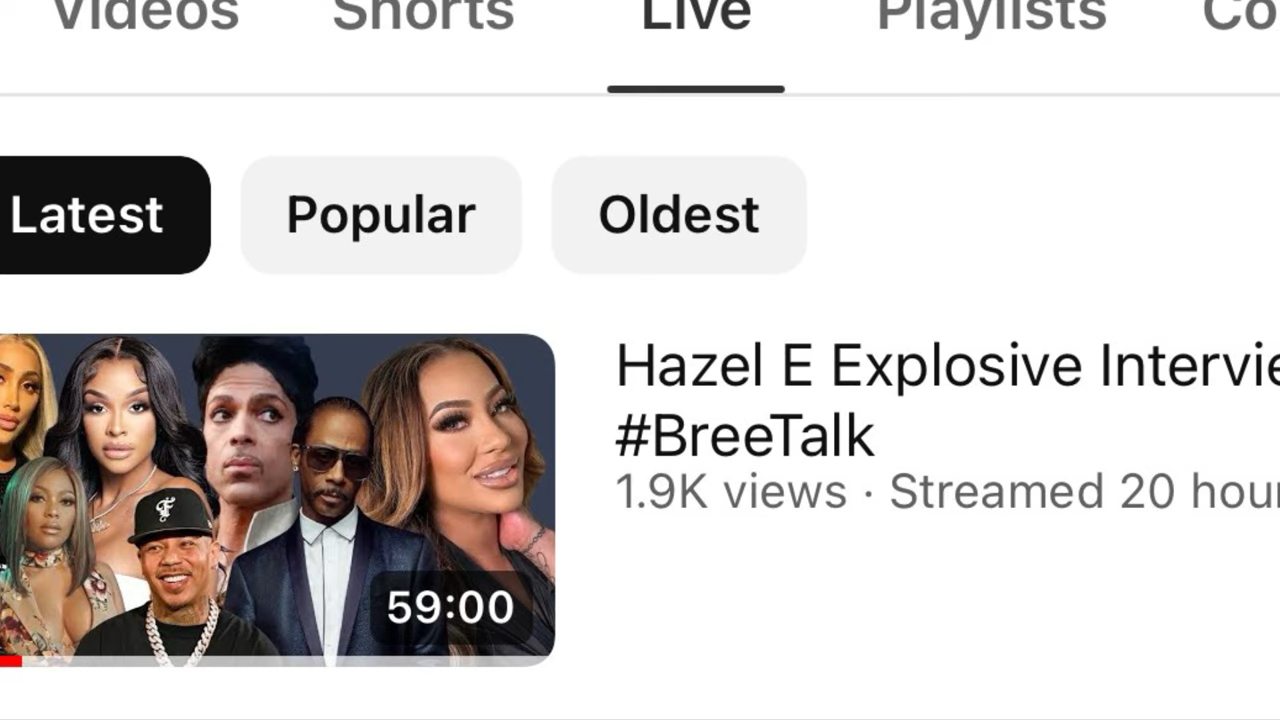 Videos Shorts Live Playlists Co
Latest Popular Oldest
Hazel E Explosive Intervie
#BreeTalk
1.9K views · Streamed 20 hour
59:00